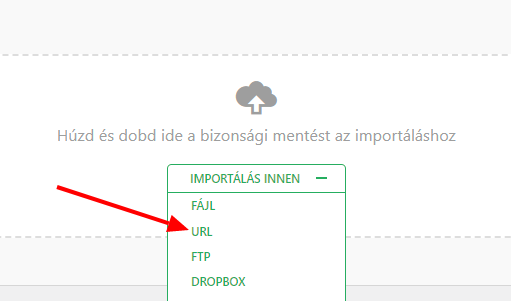 Húzd és dobd ide a bizonsági mentést az importáláshoz
IMPORTÁLÁS INNEN
FÁJL
URL
FTP
DROPBOX